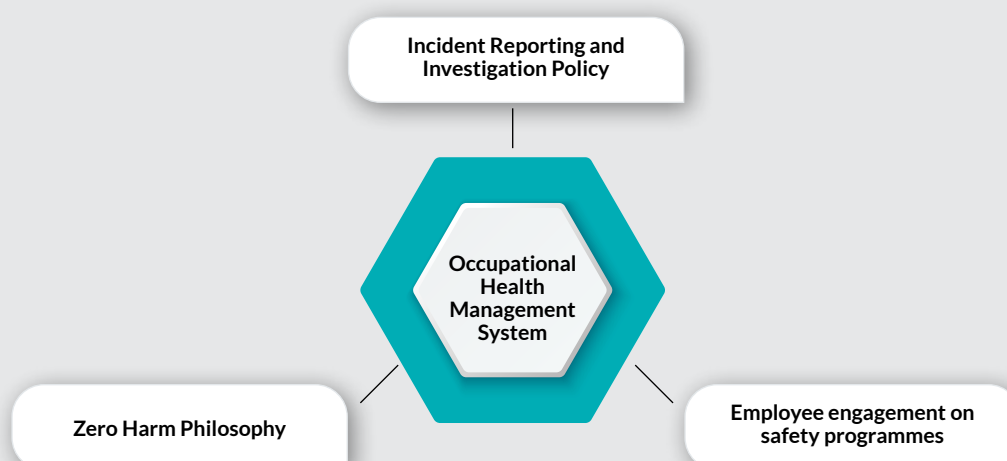 Incident Reporting and
Investigation Policy
Occupational
Health
Management
System
Zero Harm Philosophy
Employee engagement on
safety programmes